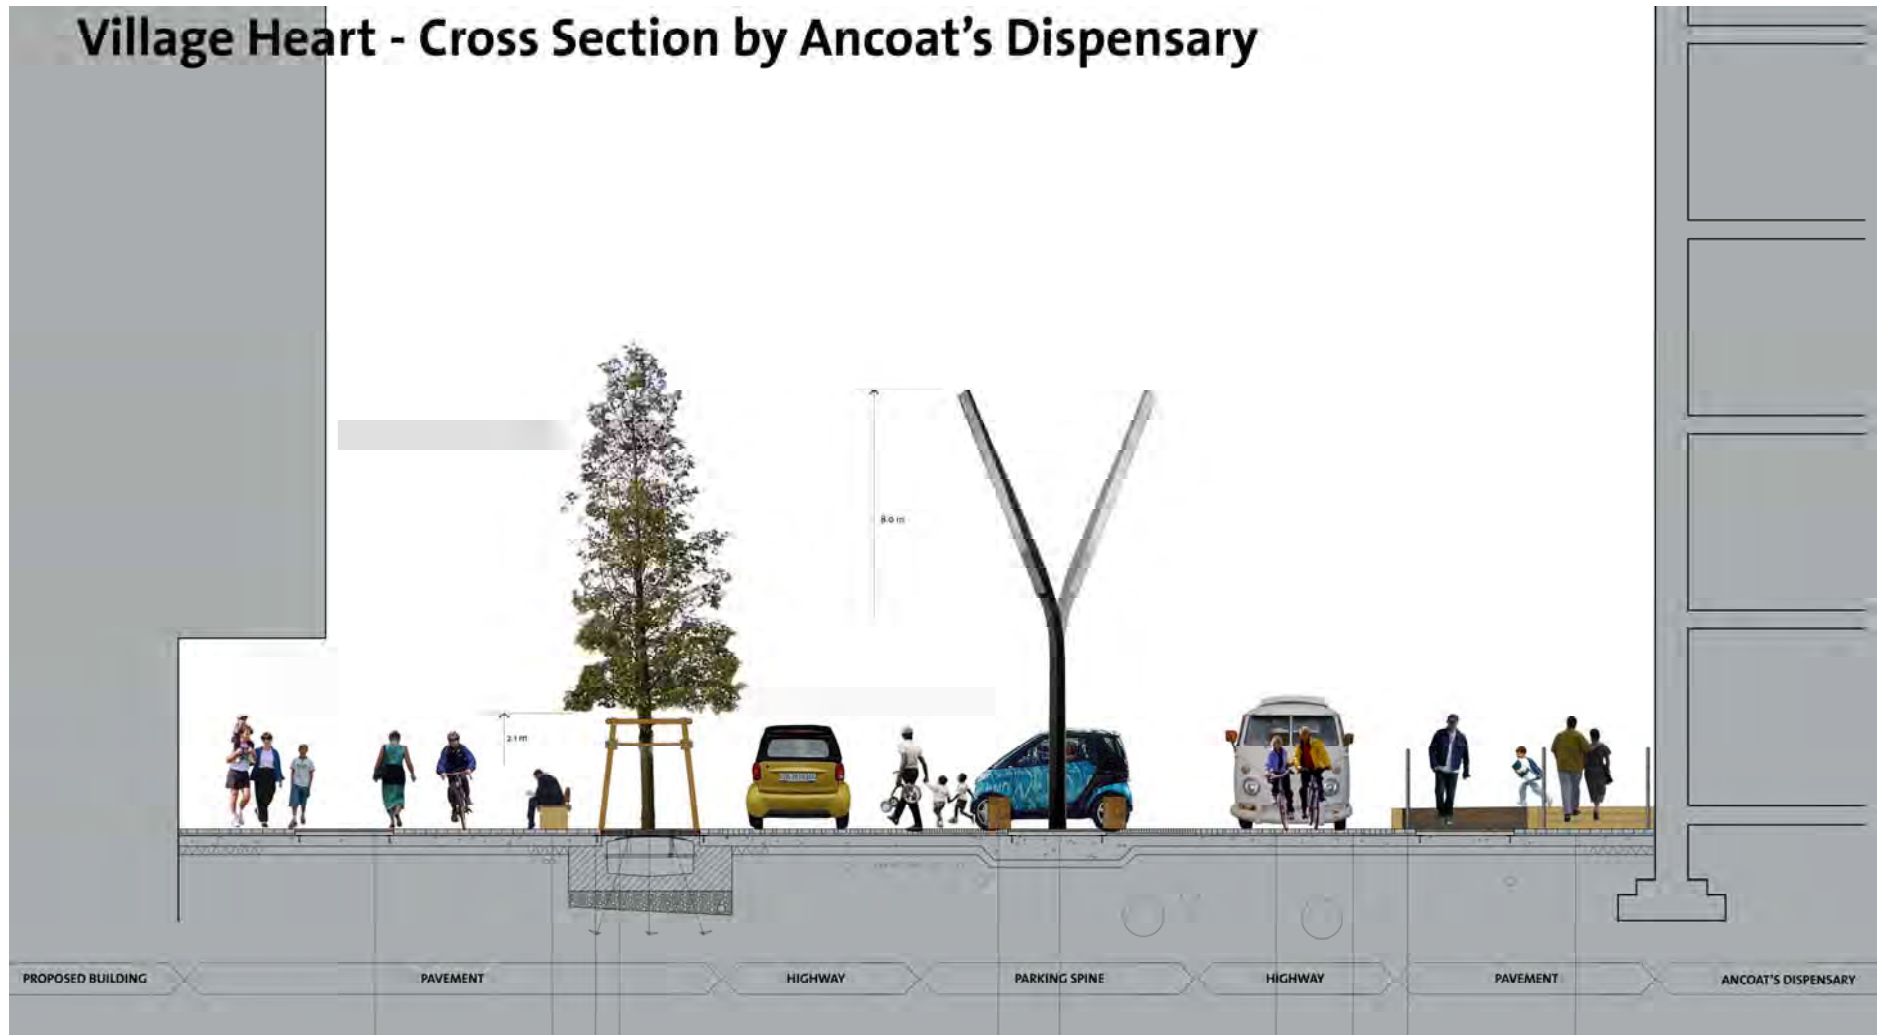 Village Heart - Cross Section by Ancoat's Dispensary
8.0 m
2.1 m
PROPOSED BUILDING
PAVEMENT
HIGHWAY
PARKING SPINE
HIGHWAY
PAVEMENT
ANCOAT'S DISPENSARY